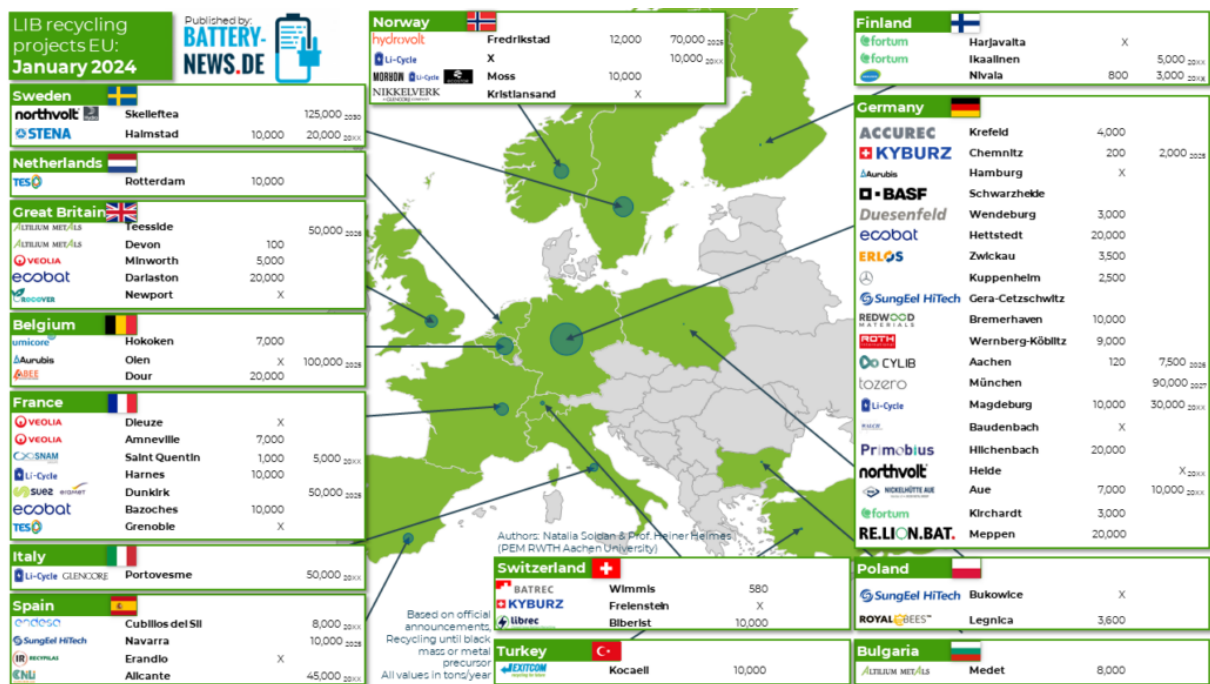 LIB recycling
projects EU:
January 2024
Published by:
BATTERY-
NEWS.DE
Norway
hydrovolt Fredrikstad 12,000 70,000 2025
Li-Cycle X 10,000 20XX
MORROW Li-Cycle Moss 10,000
NIKKELVERK Kristiansand X
Finland
fortum Harjavalta X
fortum Ikaalinen 5,000 20XX
Nivala 800 3,000 20XX
Sweden
northvolt Skelleftea 125,000 2030
STENA Halmstad 10,000 20,000 20XX
Netherlands
TES Rotterdam 10,000
Great Britain
ALTILIUM METALS Teesside 50,000 2025
ALTILIUM METALS Devon 100
VEOLIA Minworth 5,000
ecobat Darlaston 20,000
RECOVER Newport X
Belgium
umicore Hokoken 7,000
Aurubis Olen X 100,000 2025
ABEE Dour 20,000
France
VEOLIA Dieuze X
VEOLIA Amneville 7,000
SNAM Saint Quentin 1,000 5,000 20XX
Li-Cycle Harnes 10,000
SUEZ ERAMET Dunkirk 50,000 2025
ecobat Bazoches 10,000
TES Grenoble X
Italy
Li-Cycle GLENCORE Portovesme 50,000 20XX
Spain
endesa Cubillos del Sil 8,000 20XX
SungEel HiTech Navarra 10,000 2025
RECYPILAS Erandio X
Alicante 45,000 20XX
Germany
ACCUREC Krefeld 4,000
KYBURZ Chemnitz 200 2,000 2025
Aurubis Hamburg X
BASF Schwarzheide
Duesenfeld Wendeburg 3,000
ecobat Hettstedt 20,000
ERLOS Zwickau 3,500
Kuppenheim 2,500
SungEel HiTech Gera-Cetzschwitz
REDWOOD MATERIALS Bremerhaven 10,000
ROTH Wernberg-Köblitz 9,000
CYLIB Aachen 120 7,500 2026
tozero München 90,000 2027
Li-Cycle Magdeburg 10,000 30,000 20XX
Baudenbach X
Primobius Hilchenbach 20,000
northvolt Heide X 20XX
NICKELHÜTTE AUE Aue 7,000 10,000 20XX
fortum Kirchardt 3,000
RE.LION.BAT. Meppen 20,000
Authors: Natalia Soldan & Prof. Heiner Heimes
(PEM RWTH Aachen University)
Based on official
announcements,
Recycling until black
mass or metal
precursor
All values in tons/year
Switzerland
BATREC Wimmis 580
KYBURZ Freienstein X
librec Biberist 10,000
Turkey
EXITCOM Kocaeli 10,000
Poland
SungEel HiTech Bukowice X
ROYAL BEES Legnica 3,600
Bulgaria
ALTILIUM METALS Medet 8,000